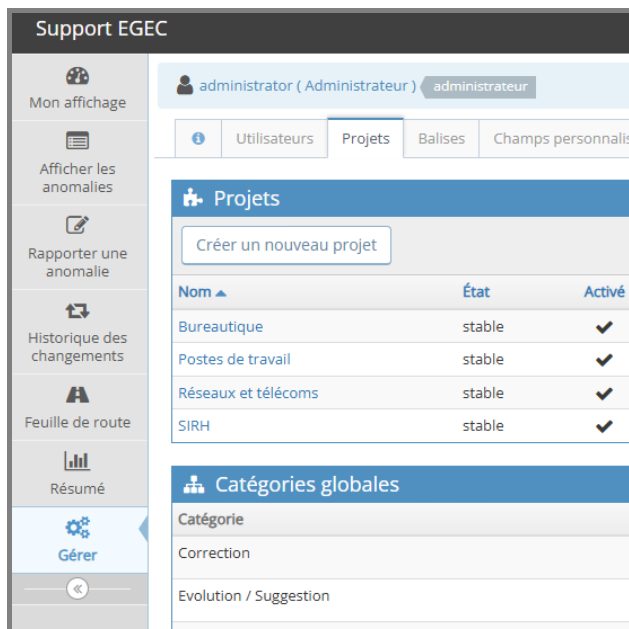 Support EGEC
Mon affichage
Afficher les
anomalies
Rapporter une
anomalie
Historique des
changements
Feuille de route
Résumé
Gérer
administrator ( Administrateur ) administrateur
Utilisateurs Projets Balises Champs personnalis
Projets
Créer un nouveau projet
Nom État Activé
Bureautique stable
Postes de travail stable
Réseaux et télécoms stable
SIRH stable
Catégories globales
Catégorie
Correction
Evolution / Suggestion